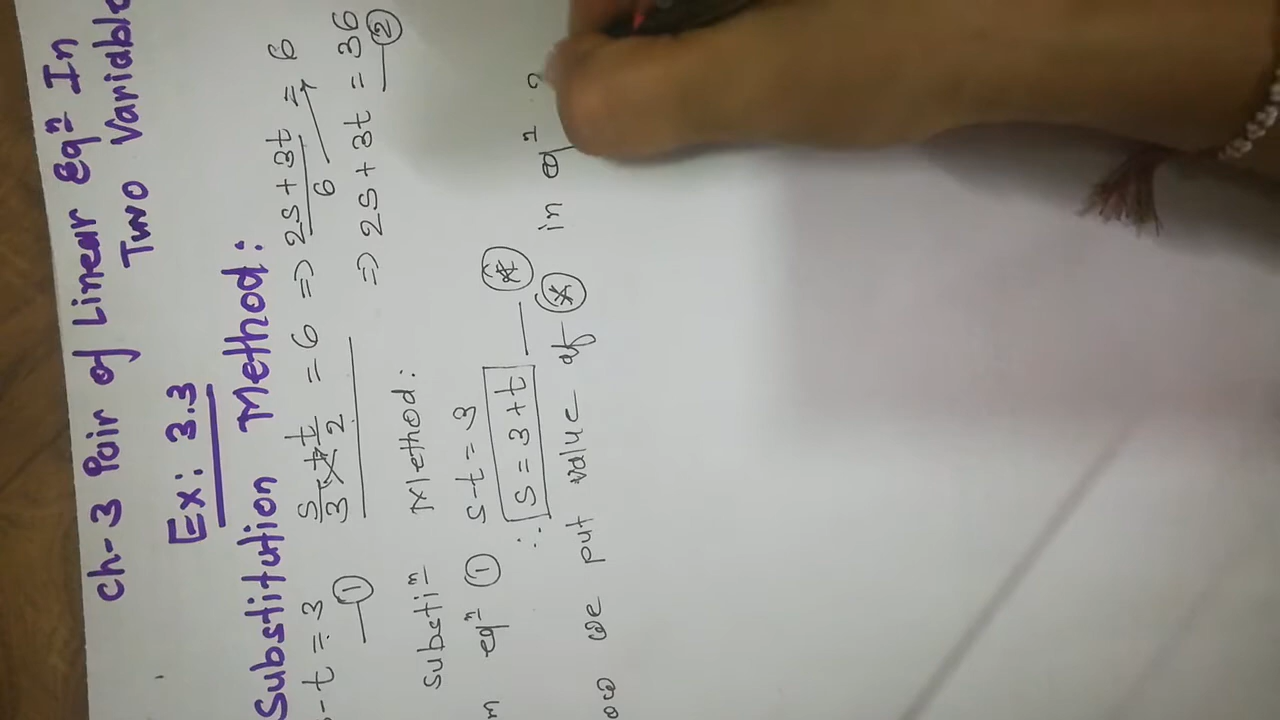 Ch-3 Pair of Linear Eqⁿ In
Two Variable
Ex: 3.3
Substitution Method:
-t = 3 s/3 + t/2 = 6 ⇒ (2s+3t)/6 = 6
① ⇒ 2s + 3t = 36
②
substiⁿ Method:
m eqⁿ ① s-t = 3
∴ s = 3+t — *
ow we put value of * in eqⁿ 2